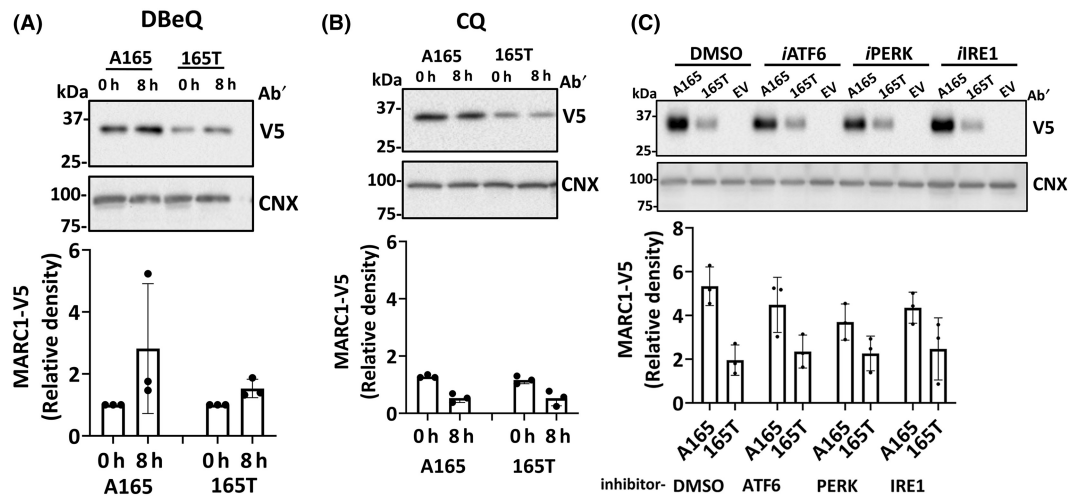 (A)
DBeQ
A165 165T
0 h 8 h 0 h 8 h Ab′
kDa
37-
V5
25-
100-
CNX
75-
MARC1-V5
(Relative density)
6
4
2
0
0 h 8 h 0 h 8 h
A165 165T
(B)
CQ
A165 165T
0 h 8 h 0 h 8 h Ab′
kDa
37-
V5
25-
100-
CNX
75-
MARC1-V5
(Relative density)
6
4
2
0
0 h 8 h 0 h 8 h
A165 165T
(C)
DMSO iATF6 iPERK iIRE1
kDa A165 165T EV A165 165T EV A165 165T EV A165 165T EV Ab′
37-
V5
25-
100-
CNX
75-
MARC1-V5
(Relative density)
8
6
4
2
0
A165 165T A165 165T A165 165T A165 165T
inhibitor- DMSO ATF6 PERK IRE1